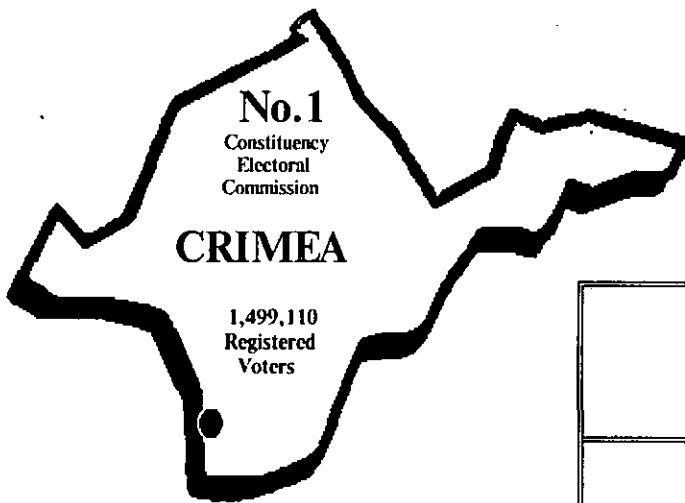 No.1
Constituency
Electoral
Commission
CRIMEA
1,499,110
Registered
Voters